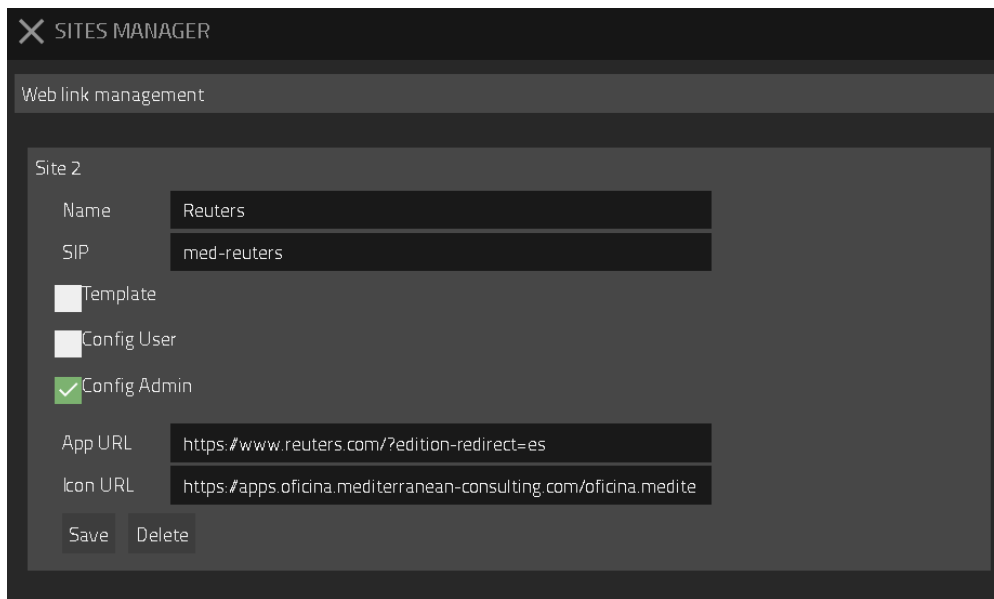 SITES MANAGER
Web link management
Site 2
Name Reuters
SIP med-reuters
Template
Config User
Config Admin
App URL https://www.reuters.com/?edition-redirect=es
Icon URL https://apps.oficina.mediterranean-consulting.com/oficina.medite
Save Delete